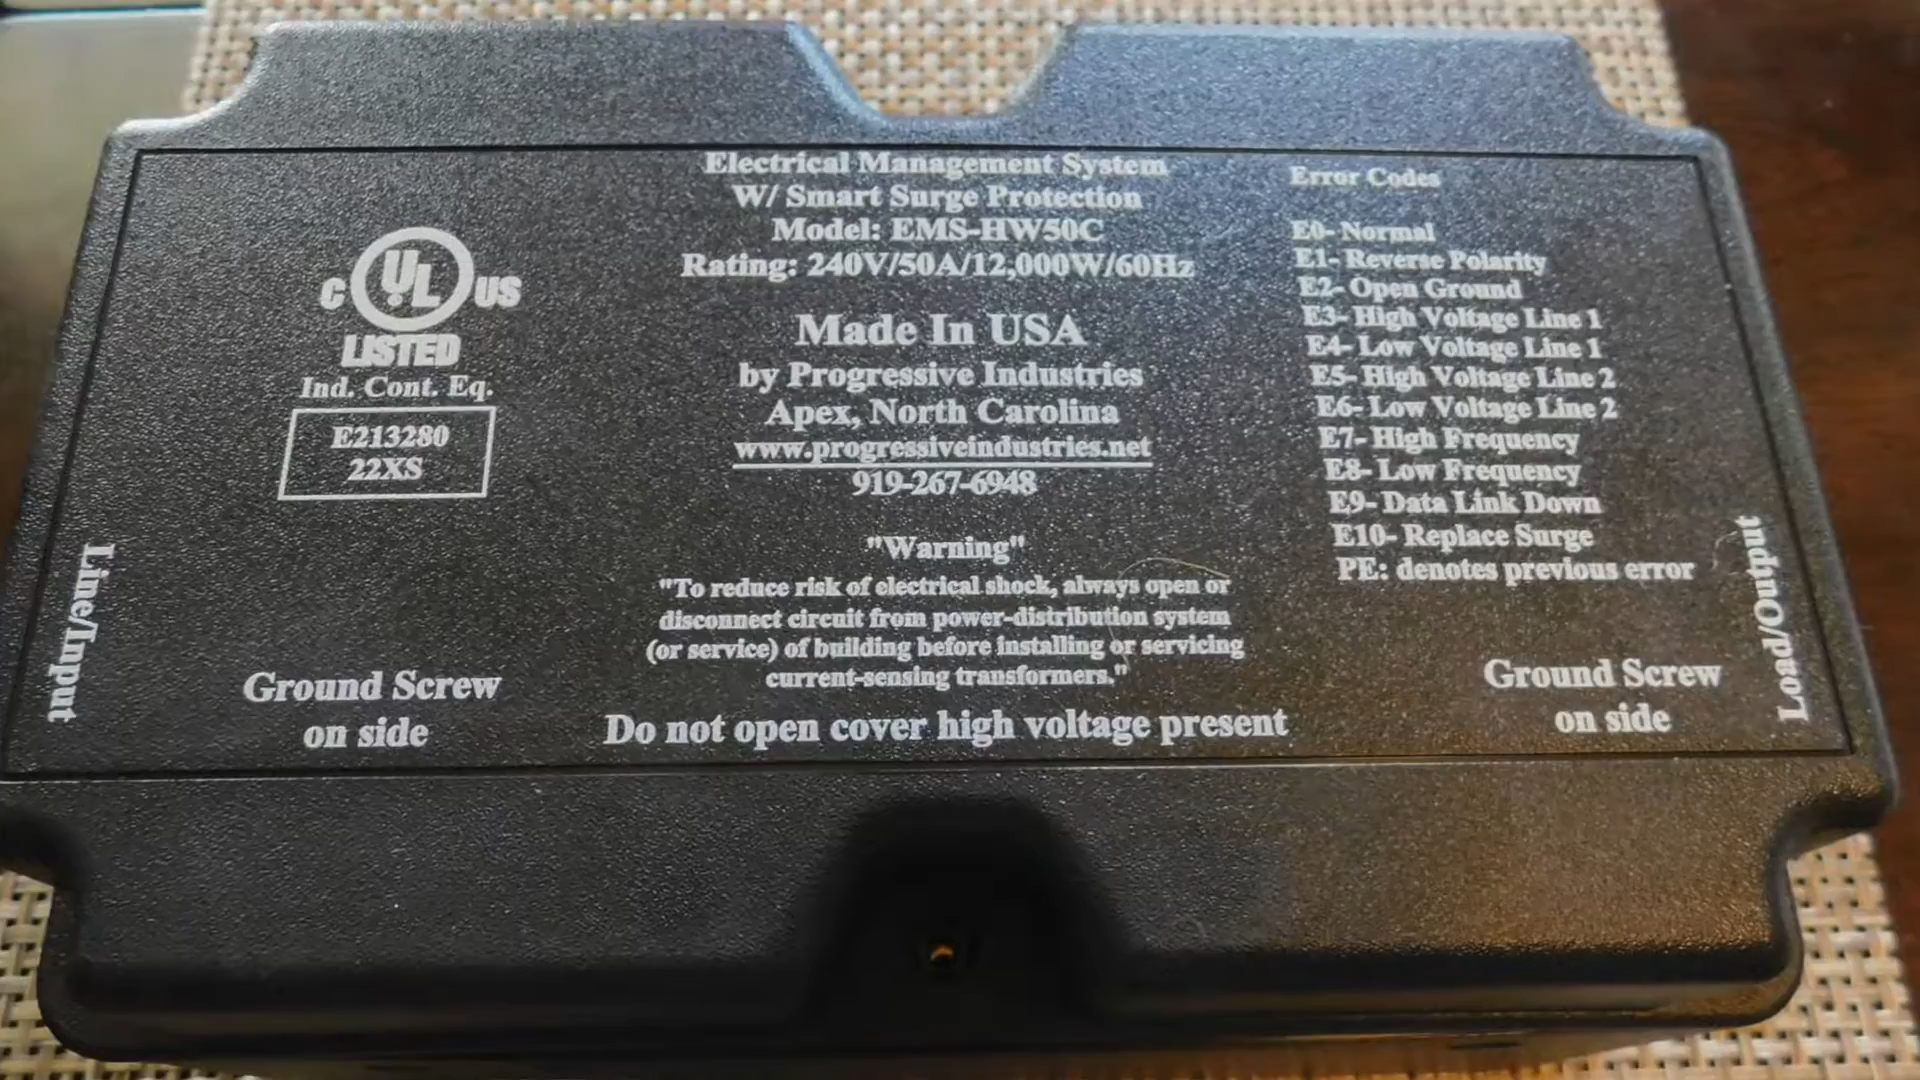 Electrical Management System
W/ Smart Surge Protection
Model: EMS-HW50C
Rating: 240V/50A/12,000W/60Hz
Made In USA
by Progressive Industries
Apex, North Carolina
www.progressiveindustries.net
919-267-6948
"Warning"
"To reduce risk of electrical shock, always open or
disconnect circuit from power-distribution system
(or service) of building before installing or servicing
current-sensing transformers."
Do not open cover high voltage present
C UL US
LISTED
Ind. Cont. Eq.
E213280
22XS
Line/Input
Ground Screw
on side
Error Codes
E0- Normal
E1- Reverse Polarity
E2- Open Ground
E3- High Voltage Line 1
E4- Low Voltage Line 1
E5- High Voltage Line 2
E6- Low Voltage Line 2
E7- High Frequency
E8- Low Frequency
E9- Data Link Down
E10- Replace Surge
PE: denotes previous error
Load/Output
Ground Screw
on side